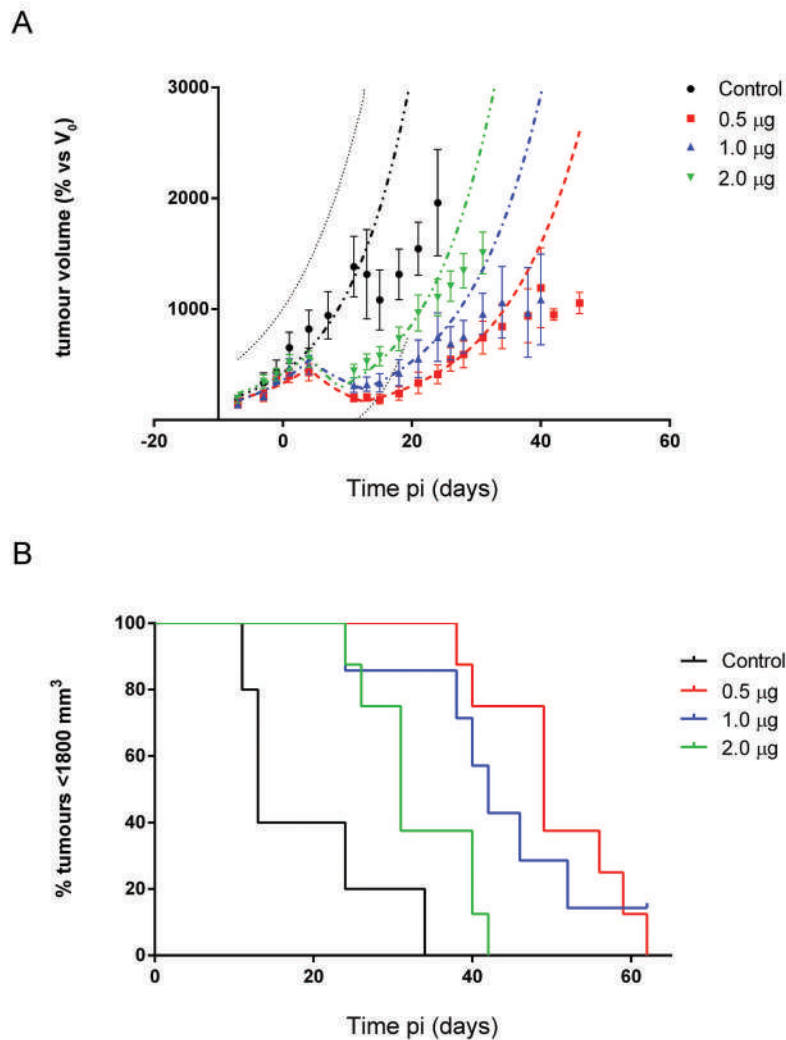 A
tumour volume (% vs V0)
3000
2000
1000
-20
0
20
40
60
Time pi (days)
Control
0.5 µg
1.0 µg
2.0 µg
B
% tumours <1800 mm³
100
80
60
40
20
0
0
20
40
60
Time pi (days)
Control
0.5 µg
1.0 µg
2.0 µg